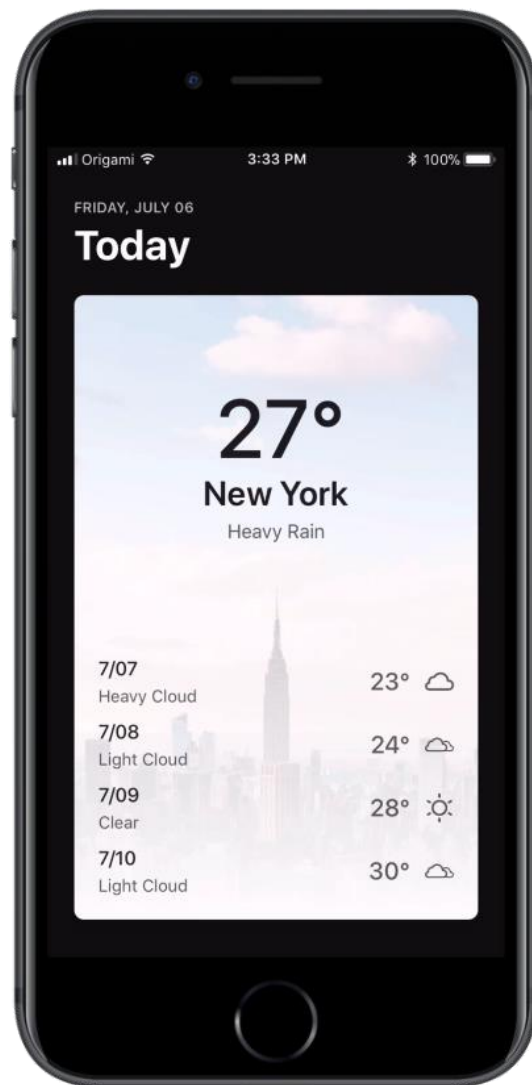 Origami 3:33 PM 100%
FRIDAY, JULY 06
Today
27°
New York
Heavy Rain
7/07
Heavy Cloud
23°
7/08
Light Cloud
24°
7/09
Clear
28°
7/10
Light Cloud
30°